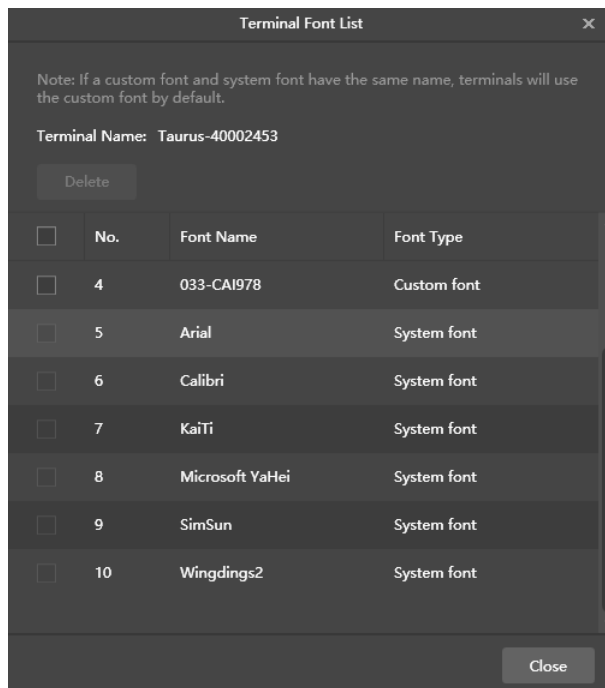 Terminal Font List
Note: If a custom font and system font have the same name, terminals will use
the custom font by default.
Terminal Name: Taurus-40002453
Delete
No. Font Name Font Type
4 033-CAI978 Custom font
5 Arial System font
6 Calibri System font
7 KaiTi System font
8 Microsoft YaHei System font
9 SimSun System font
10 Wingdings2 System font
Close